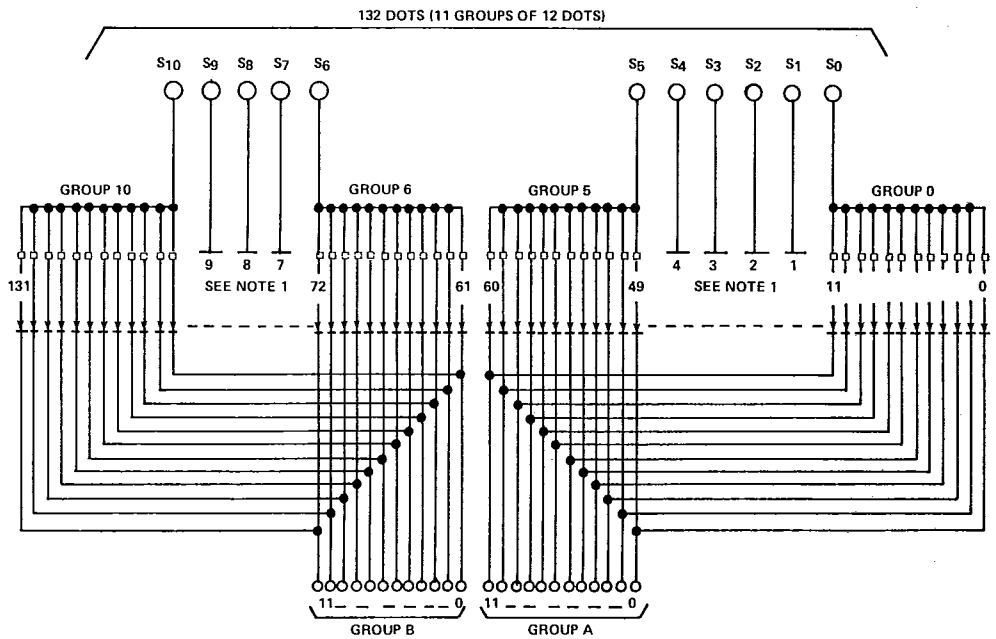 132 DOTS (11 GROUPS OF 12 DOTS)
S10 S9 S8 S7 S6 S5 S4 S3 S2 S1 S0
GROUP 10 GROUP 6 GROUP 5 GROUP 0
9 8 7 4 3 2 1
131 SEE NOTE 1 72 61 60 49 SEE NOTE 1 11 0
11 0 11 0
GROUP B GROUP A